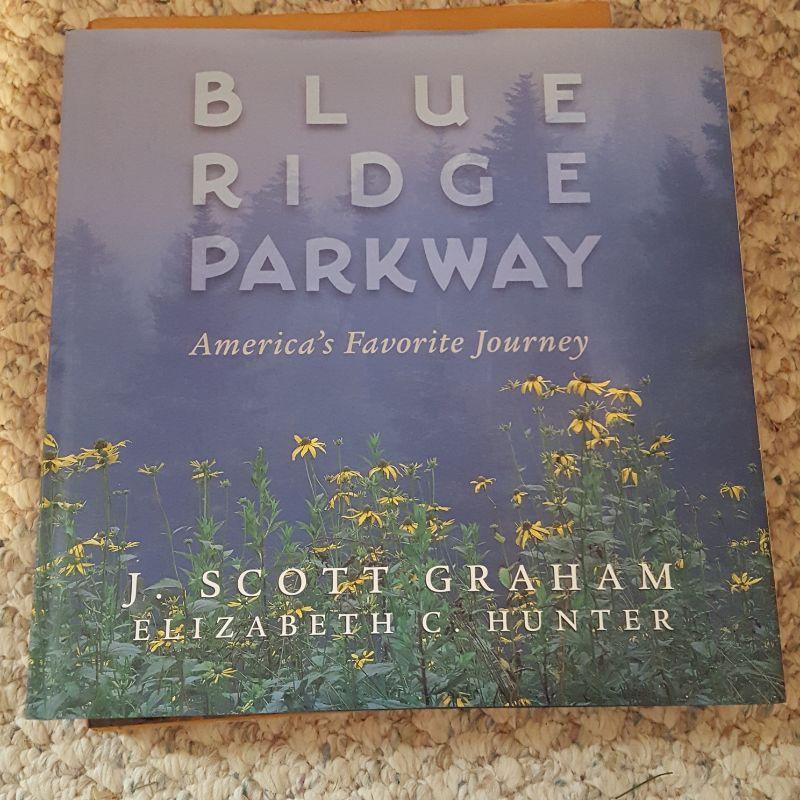 BLUE
RIDGE
PARKWAY
America's Favorite Journey
J. SCOTT GRAHAM
ELIZABETH C. HUNTER